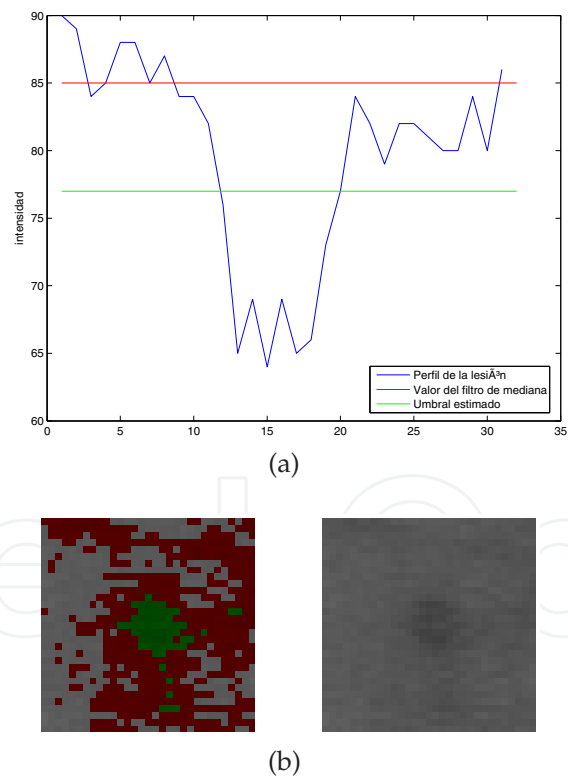 90
85
80
75
70
65
60
intensidad
0 5 10 15 20 25 30 35
Perfil de la lesiÃ³n
Valor del filtro de mediana
Umbral estimado
(a)
(b)